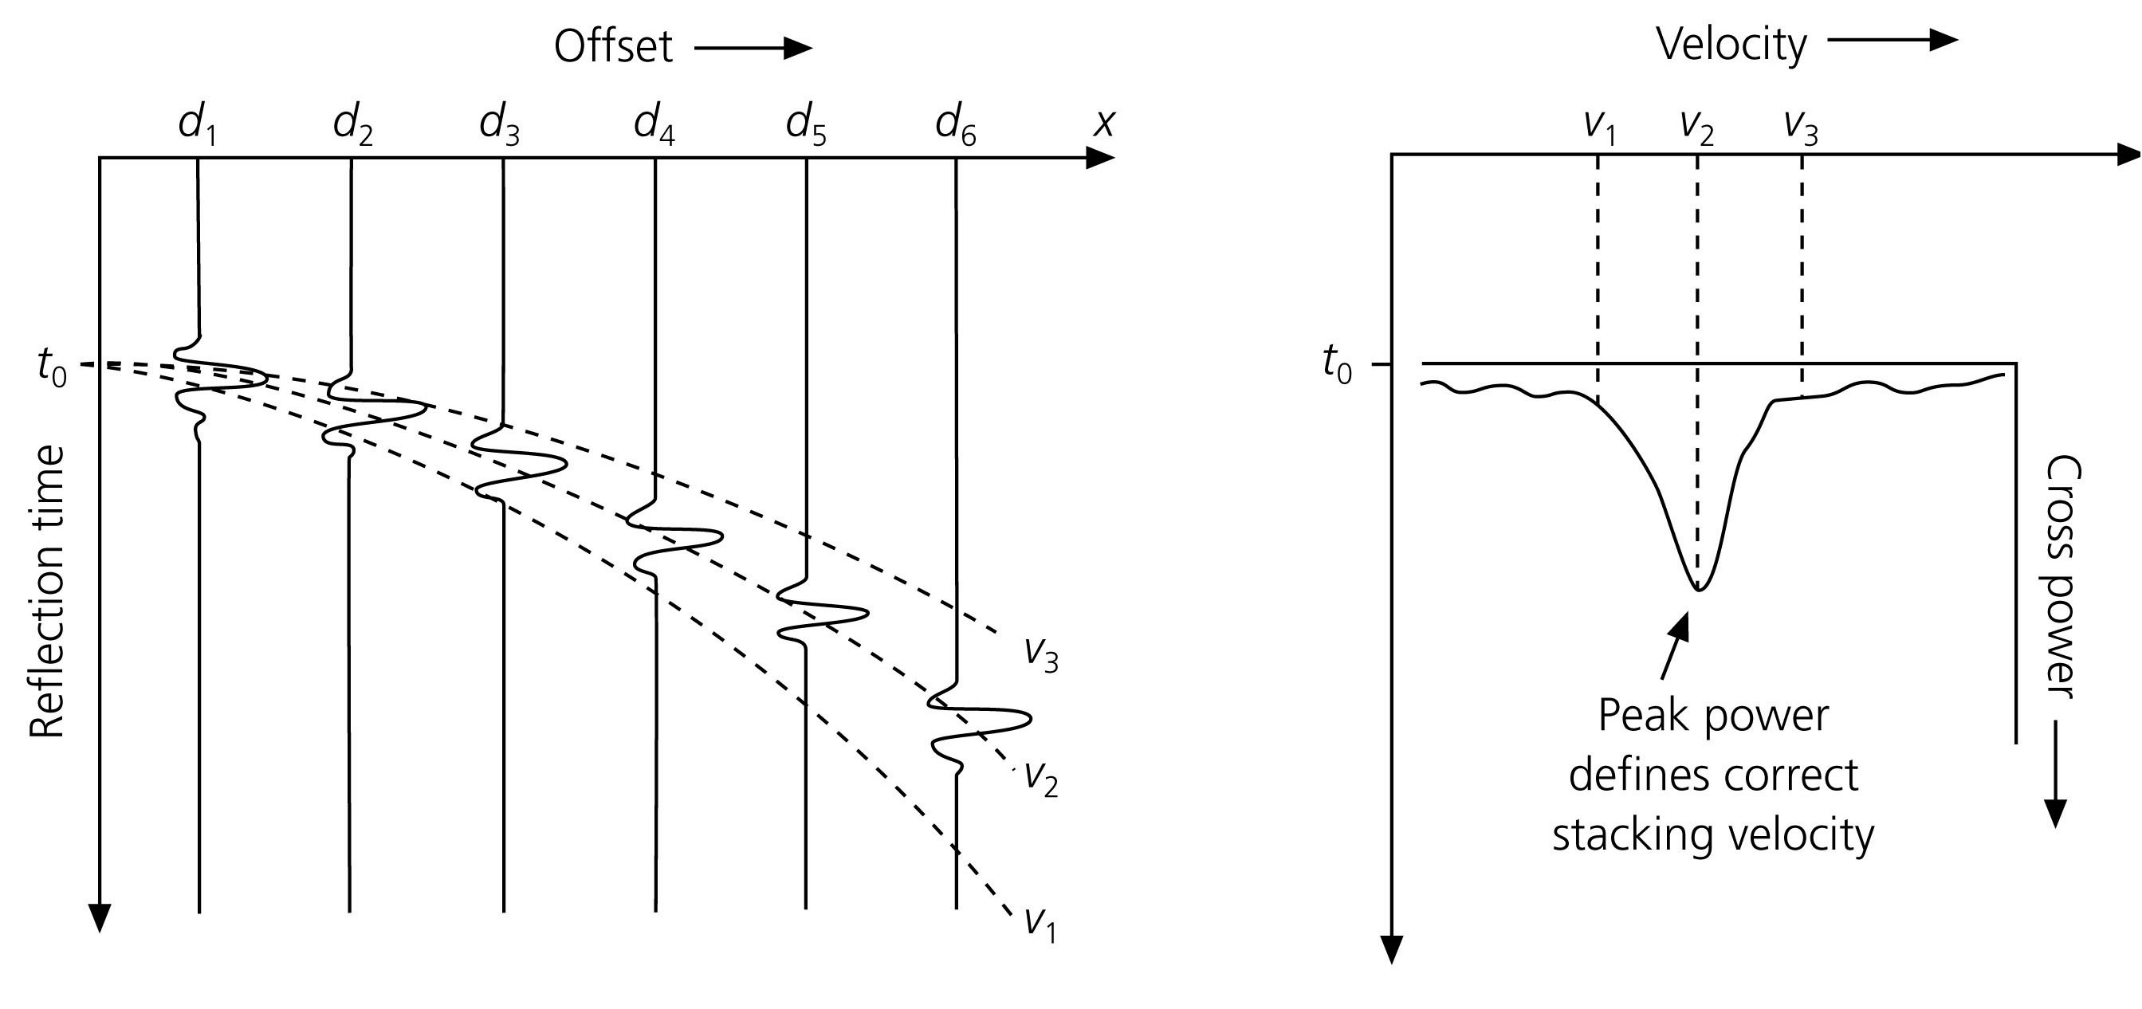 Offset
d1 d2 d3 d4 d5 d6 x
t0
Reflection time
v3
v2
v1
Velocity
v1 v2 v3
t0
Cross power
Peak power
defines correct
stacking velocity